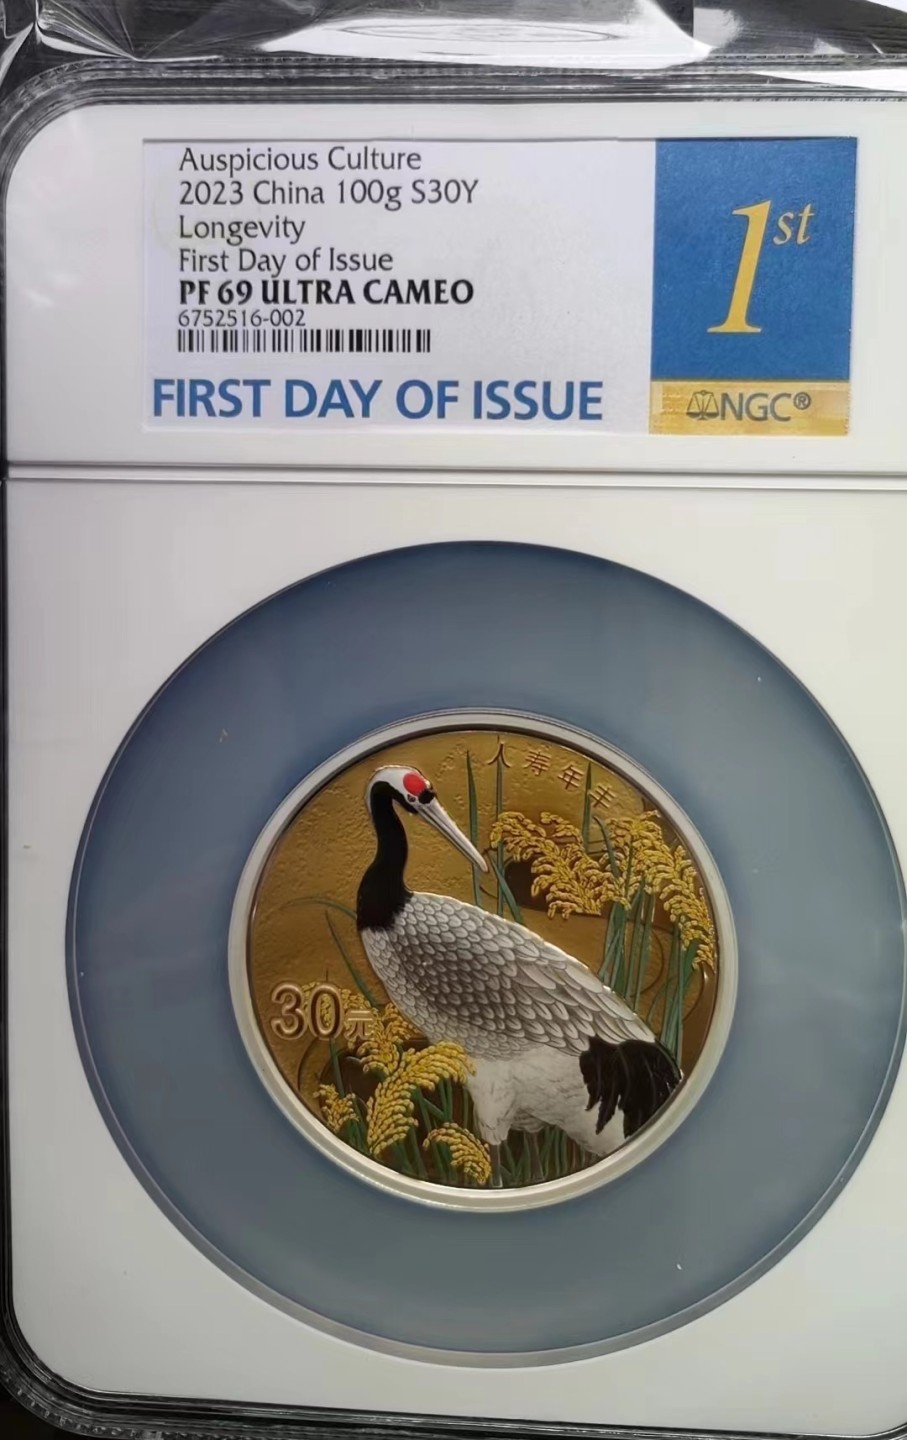 Auspicious Culture
2023 China 100g S30Y
Longevity
First Day of Issue
PF 69 ULTRA CAMEO
6752516-002
FIRST DAY OF ISSUE
1st
NGC®
人寿年丰
30元